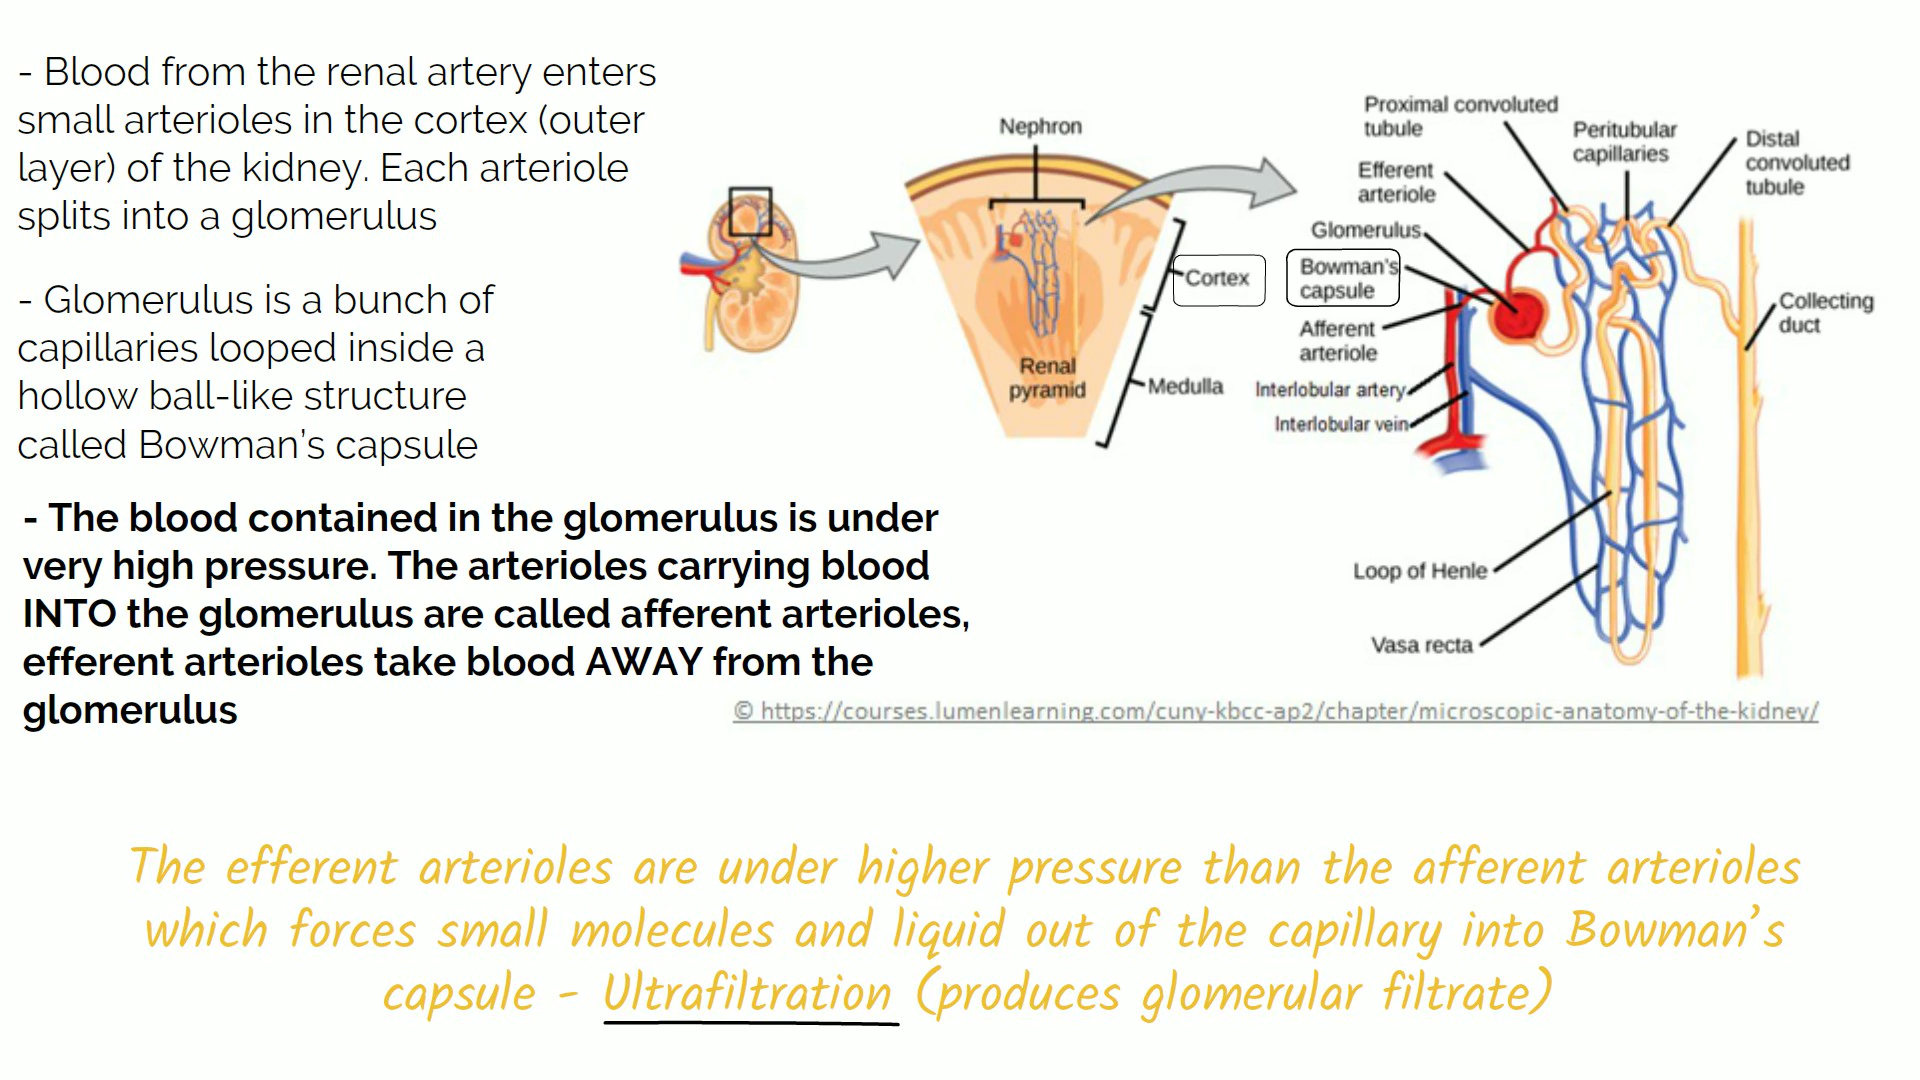 - Blood from the renal artery enters
small arterioles in the cortex (outer
layer) of the kidney. Each arteriole
splits into a glomerulus
- Glomerulus is a bunch of
capillaries looped inside a
hollow ball-like structure
called Bowman's capsule
- The blood contained in the glomerulus is under
very high pressure. The arterioles carrying blood
INTO the glomerulus are called afferent arterioles,
efferent arterioles take blood AWAY from the
glomerulus
Nephron
Cortex
Renal
pyramid
Medulla
Proximal convoluted
tubule
Peritubular
capillaries
Distal
convoluted
tubule
Efferent
arteriole
Glomerulus
Bowman's
capsule
Afferent
arteriole
Interlobular artery
Interlobular vein
Collecting
duct
Loop of Henle
Vasa recta
© https://courses.lumenlearning.com/cuny-kbcc-ap2/chapter/microscopic-anatomy-of-the-kidney/
The efferent arterioles are under higher pressure than the afferent arterioles
which forces small molecules and liquid out of the capillary into Bowman's
capsule - Ultrafiltration (produces glomerular filtrate)